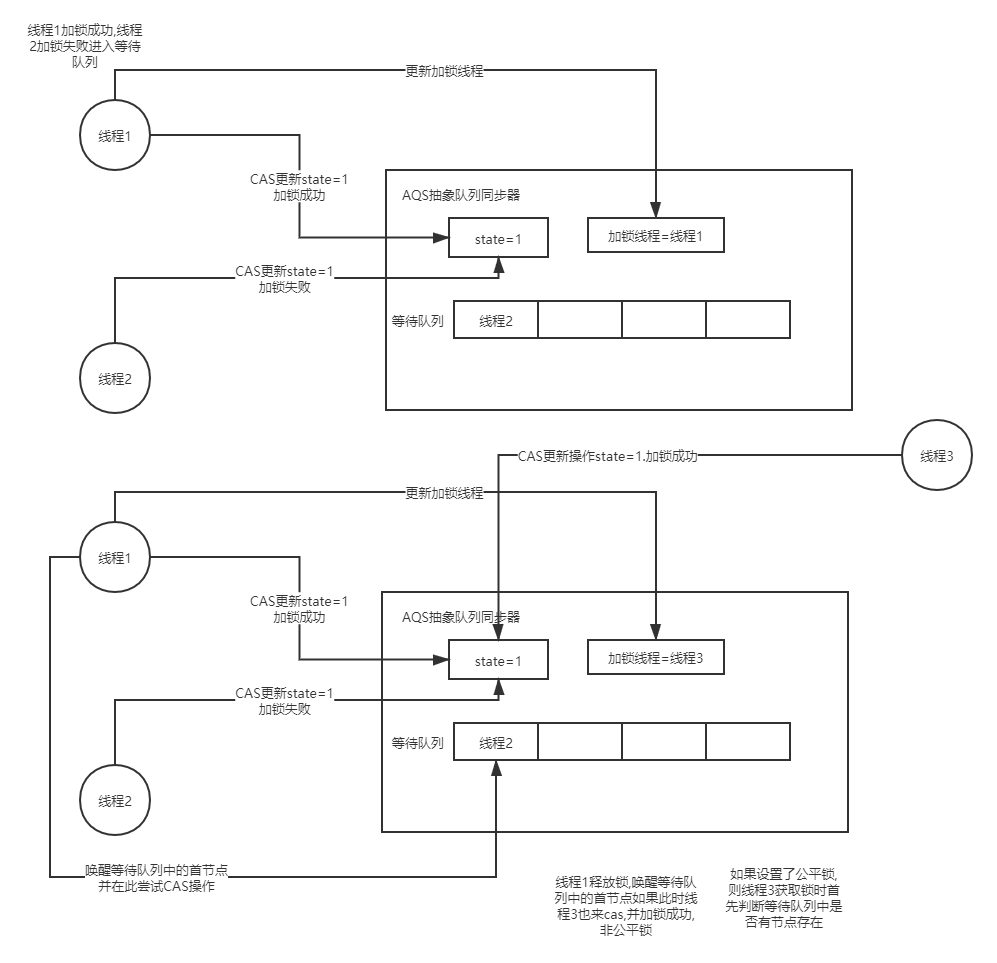 线程1加锁成功,线程
2加锁失败进入等待
队列
更新加锁线程
线程1
CAS更新state=1
加锁成功
AQS抽象队列同步器
state=1
加锁线程=线程1
CAS更新state=1
加锁失败
等待队列
线程2
线程2
CAS更新操作state=1.加锁成功
线程3
更新加锁线程
线程1
CAS更新state=1
加锁成功
AQS抽象队列同步器
state=1
加锁线程=线程3
CAS更新state=1
加锁失败
等待队列
线程2
线程2
唤醒等待队列中的首节点
并在此尝试CAS操作
线程1释放锁,唤醒等待队
列中的首节点如果此时线
程3也来cas,并加锁成功,
非公平锁
如果设置了公平锁,
则线程3获取锁时首
先判断等待队列中是
否有节点存在